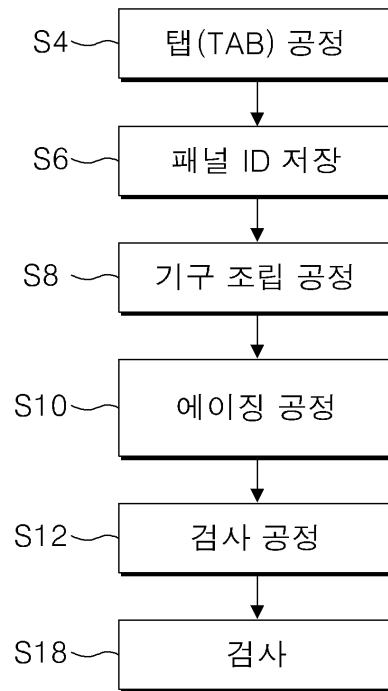 S4 탭(TAB) 공정
S6 패널 ID 저장
S8 기구 조립 공정
S10 에이징 공정
S12 검사 공정
S18 검사